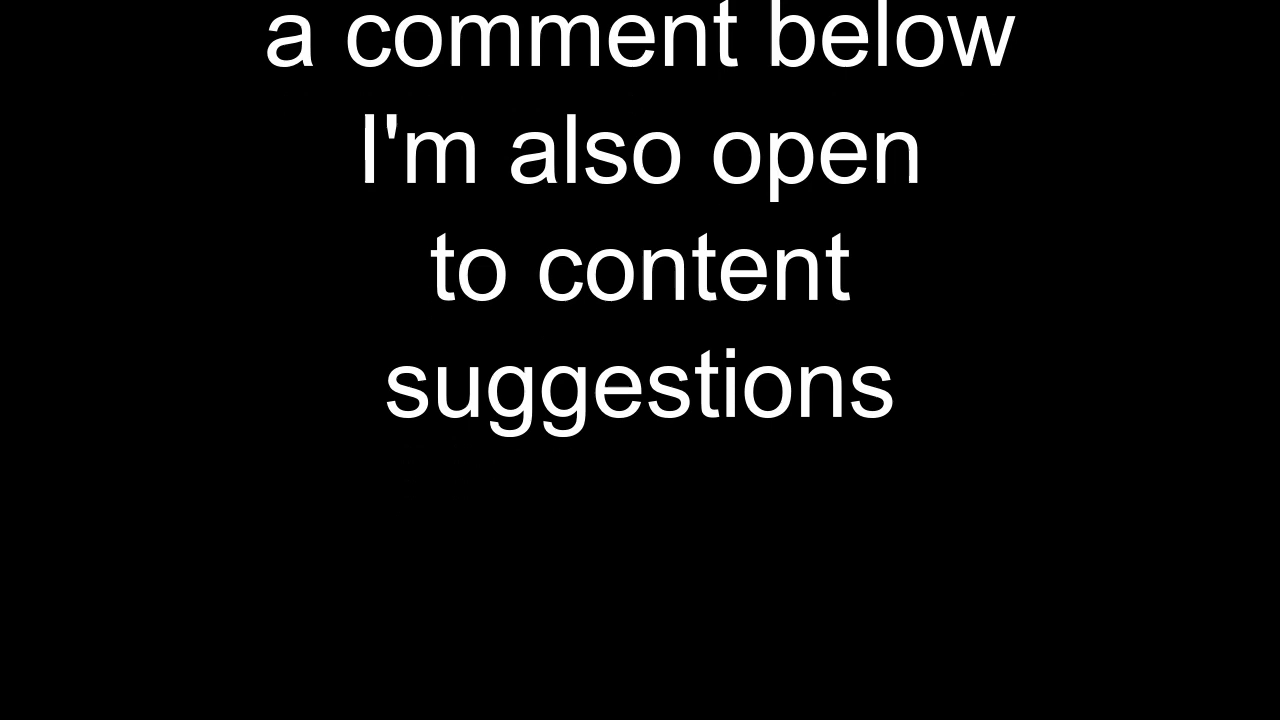 a comment below
I'm also open
to content
suggestions